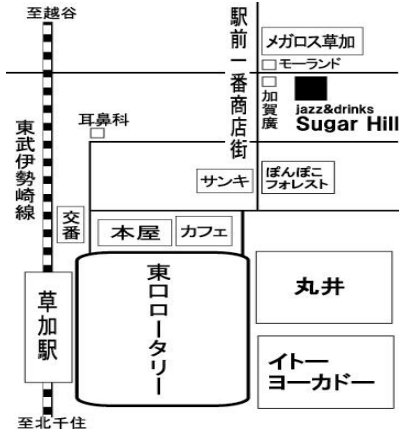 至越谷
駅前一番商店街
メガロス草加
モーランド
加賀廣
jazz&drinks
Sugar Hill
耳鼻科
東武伊勢崎線
サンキ
ぽんぽこ
フォレスト
交番
本屋
カフェ
東口ロータリー
丸井
草加駅
イトー
ヨーカドー
至北千住